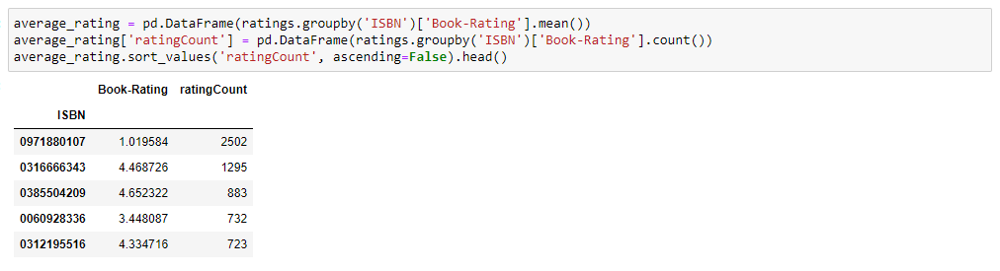 average_rating = pd.DataFrame(ratings.groupby('ISBN')['Book-Rating'].mean())
average_rating['ratingCount'] = pd.DataFrame(ratings.groupby('ISBN')['Book-Rating'].count())
average_rating.sort_values('ratingCount', ascending=False).head()
Book-Rating ratingCount
ISBN
0971880107 1.019584 2502
0316666343 4.468726 1295
0385504209 4.652322 883
0060928336 3.448087 732
0312195516 4.334716 723